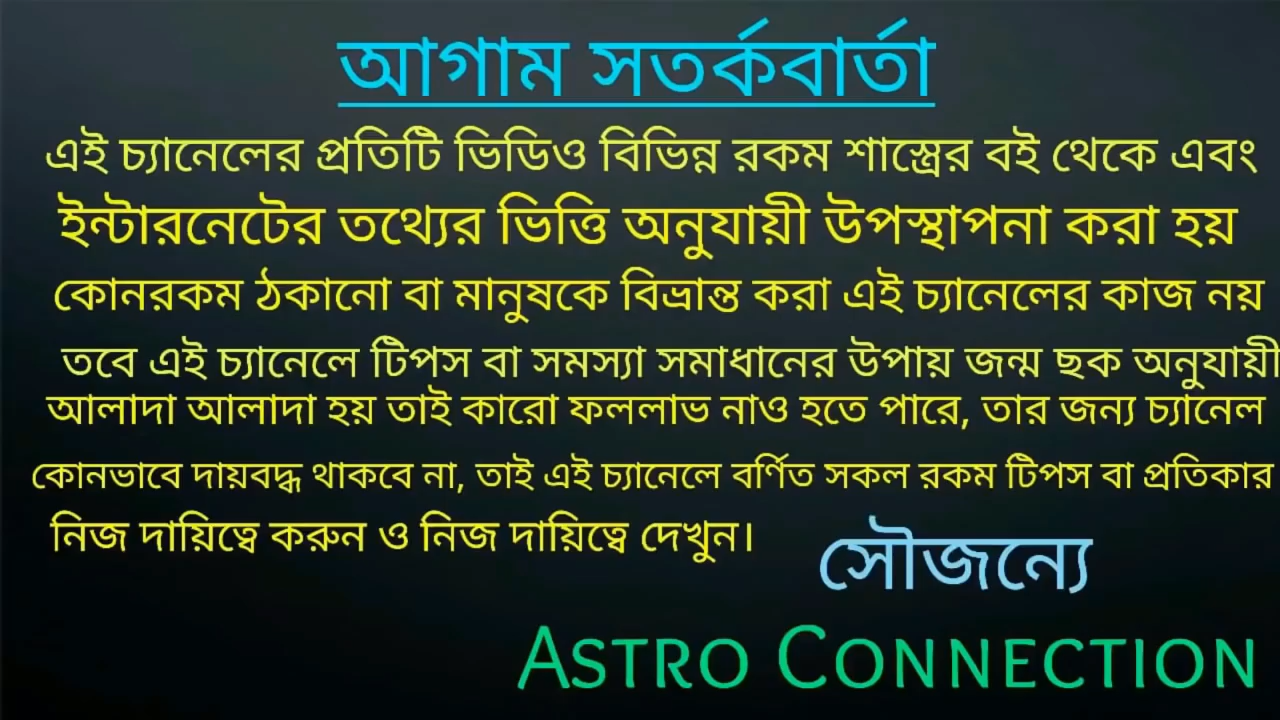 আগাম সতর্কবার্তা
এই চ্যানেলের প্রতিটি ভিডিও বিভিন্ন রকম শাস্ত্রের বই থেকে এবং
ইন্টারনেটের তথ্যের ভিত্তি অনুযায়ী উপস্থাপনা করা হয়
কোনরকম ঠকানো বা মানুষকে বিভ্রান্ত করা এই চ্যানেলের কাজ নয়
তবে এই চ্যানেলে টিপস বা সমস্যা সমাধানের উপায় জন্ম ছক অনুযায়ী
আলাদা আলাদা হয় তাই কারো ফললাভ নাও হতে পারে, তার জন্য চ্যানেল
কোনভাবে দায়বদ্ধ থাকবে না, তাই এই চ্যানেলে বর্ণিত সকল রকম টিপস বা প্রতিকার
নিজ দায়িত্বে করুন ও নিজ দায়িত্বে দেখুন।
সৌজন্যে
ASTRO CONNECTION